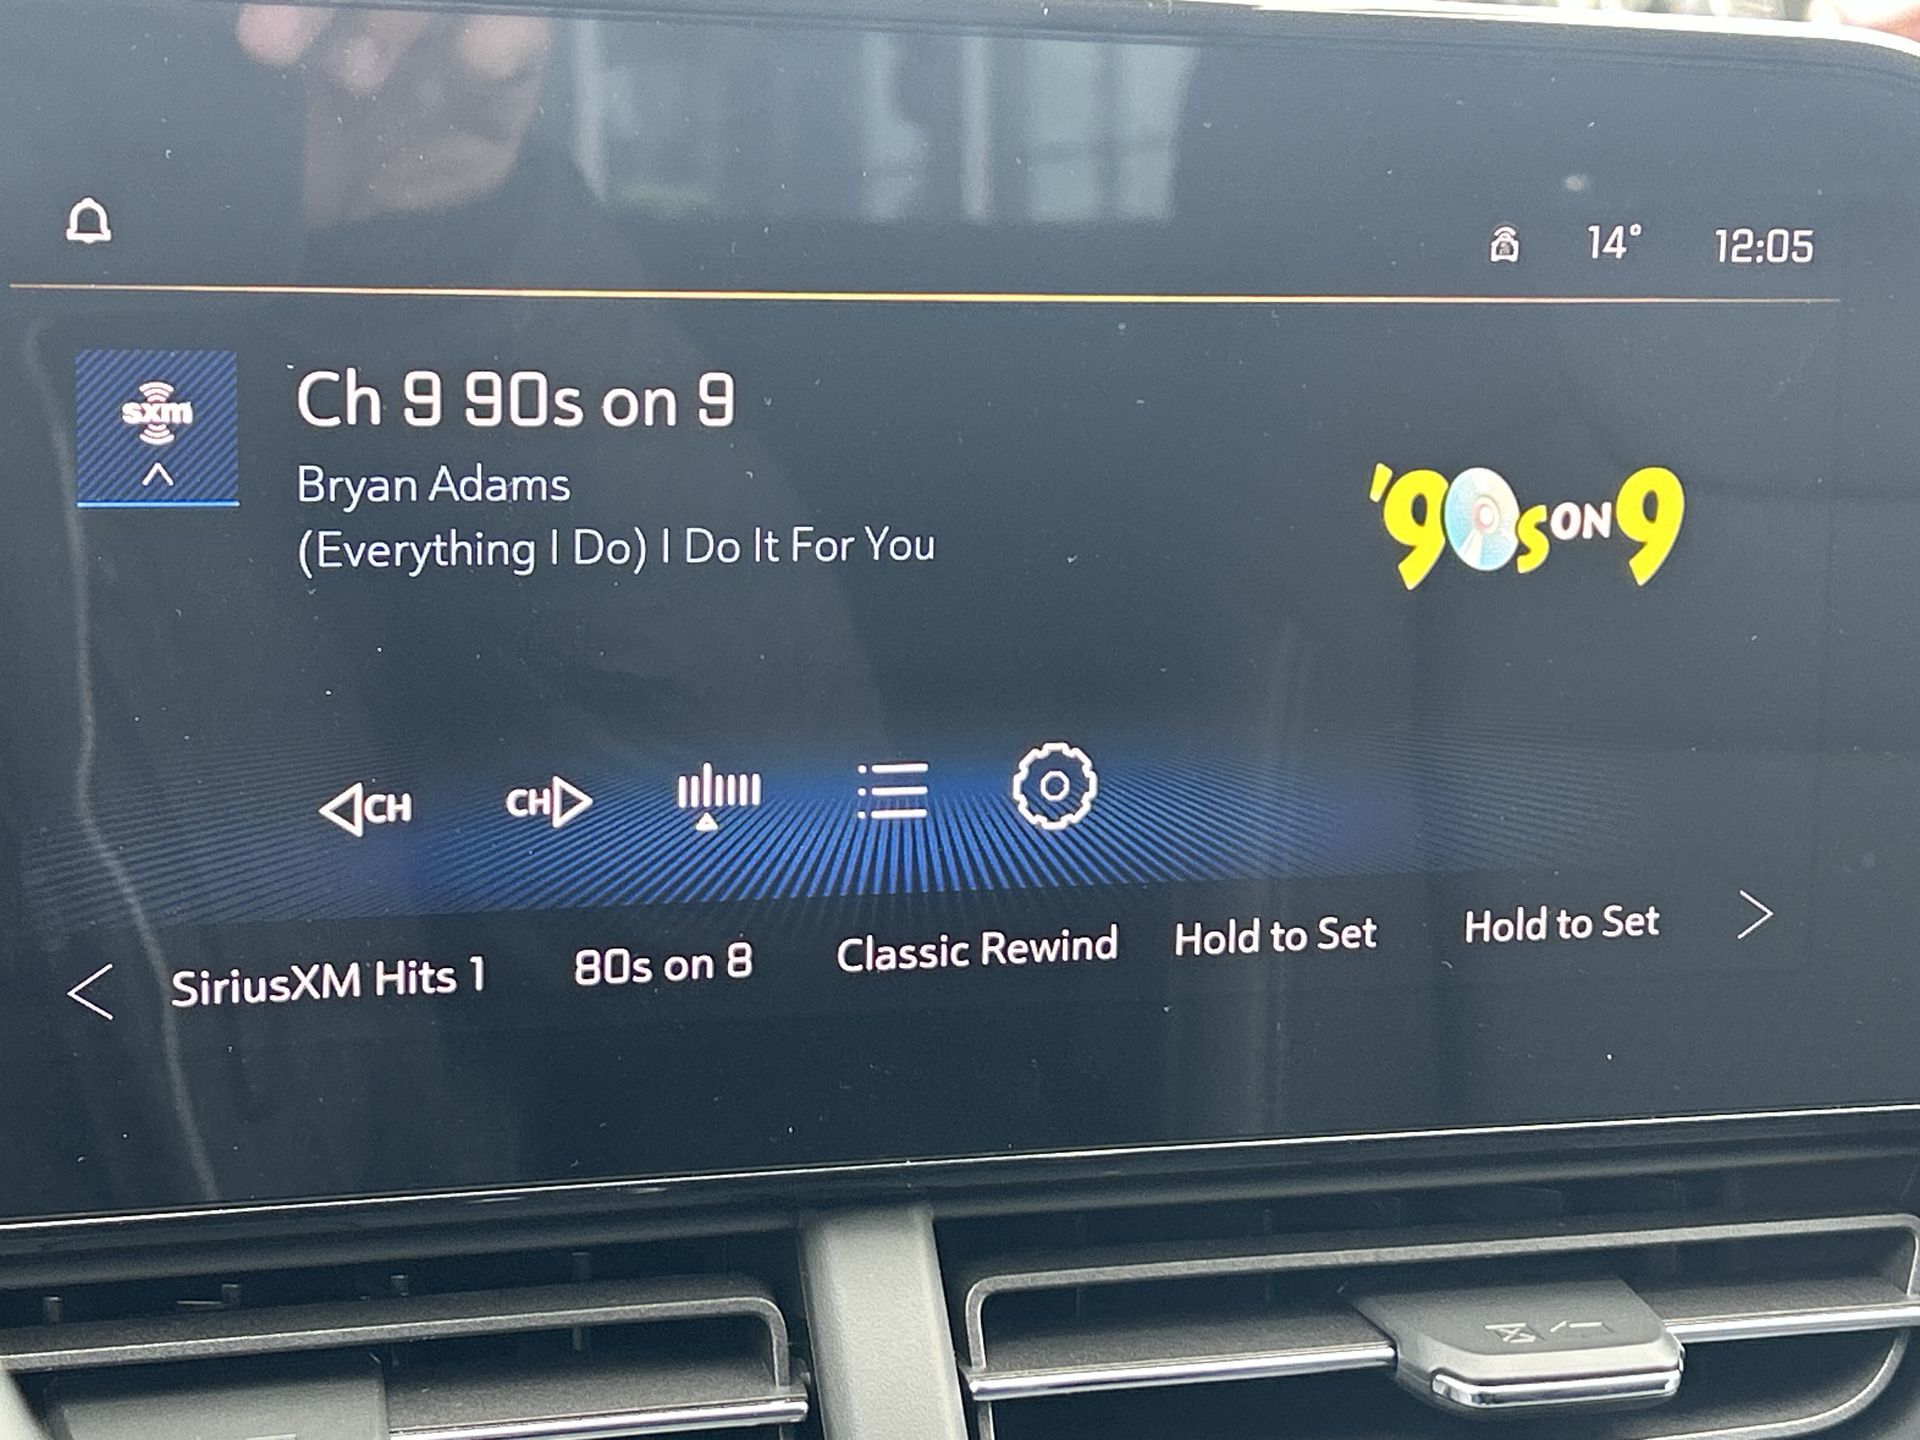 14° 12:05
sxm
Ch 9 90s on 9
Bryan Adams
(Everything I Do) I Do It For You
'90s ON 9
CH CH
SiriusXM Hits 1 80s on 8 Classic Rewind Hold to Set Hold to Set